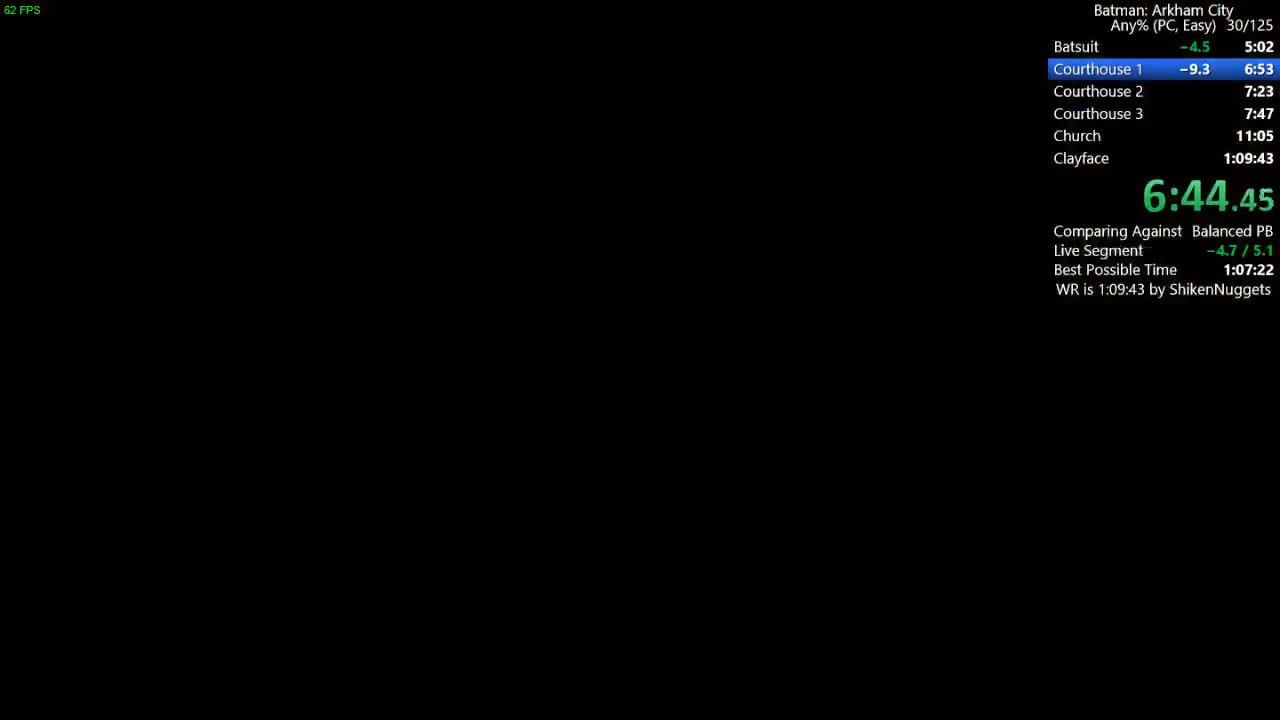 62 FPS
Batman: Arkham City
Any% (PC, Easy) 30/125
Batsuit −4.5 5:02
Courthouse 1 −9.3 6:53
Courthouse 2 7:23
Courthouse 3 7:47
Church 11:05
Clayface 1:09:43
6:44.45
Comparing Against Balanced PB
Live Segment −4.7 / 5.1
Best Possible Time 1:07:22
WR is 1:09:43 by ShikenNuggets